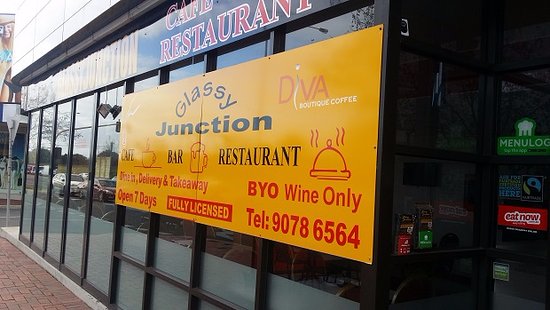 CAFE
RESTAURANT
Glassy
Junction
DIVA
BOUTIQUE COFFEE
CAFE BAR RESTAURANT
Dine in, Delivery & Takeaway
Open 7 Days
FULLY LICENSED
BYO Wine Only
Tel: 9078 6564
MENULOG
HERE
eat now